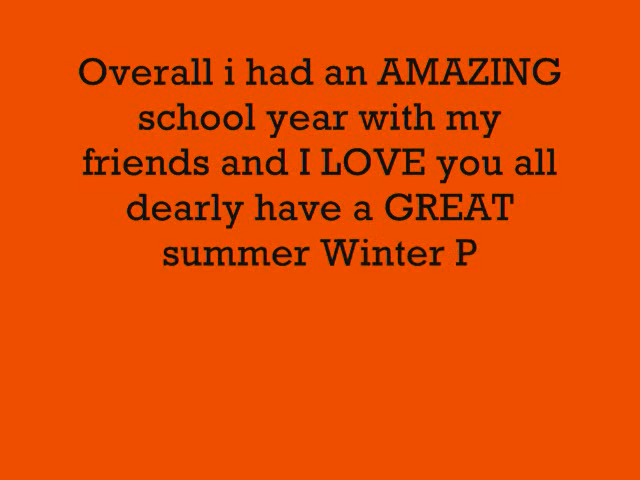 Overall i had an AMAZING
school year with my
friends and I LOVE you all
dearly have a GREAT
summer Winter P